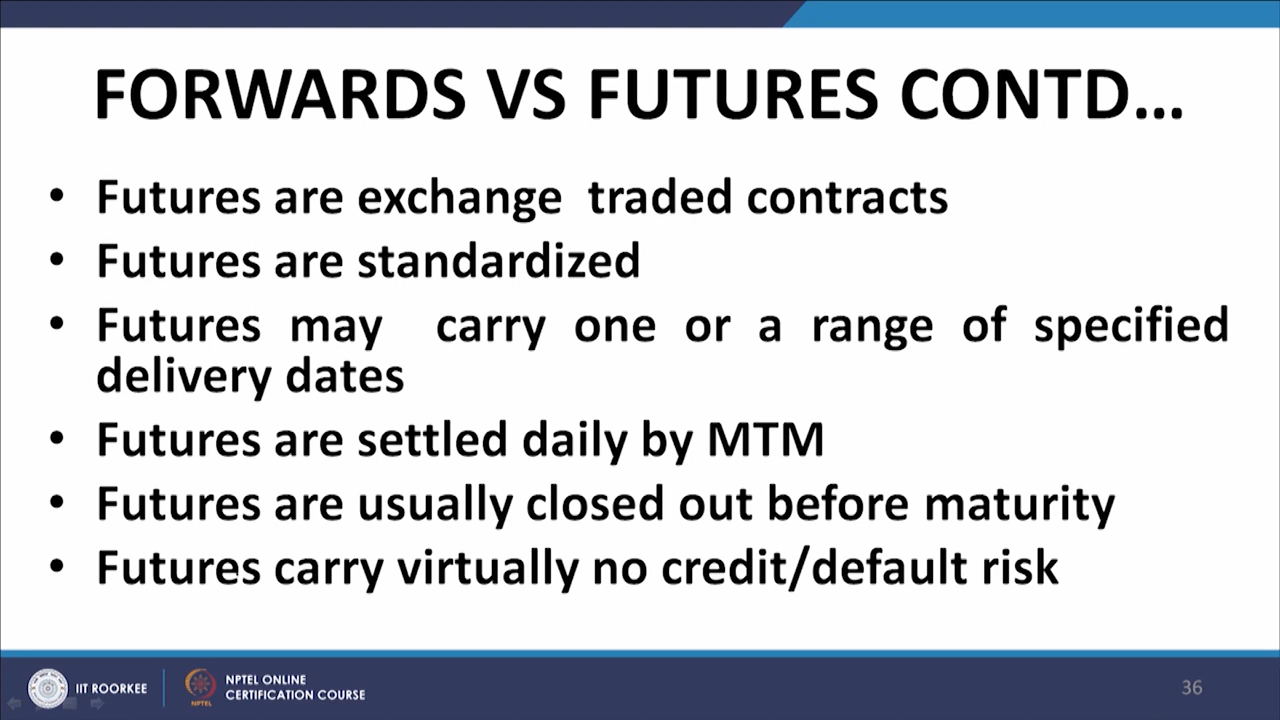 FORWARDS VS FUTURES CONTD...
• Futures are exchange traded contracts
• Futures are standardized
• Futures may carry one or a range of specified
delivery dates
• Futures are settled daily by MTM
• Futures are usually closed out before maturity
• Futures carry virtually no credit/default risk
IIT ROORKEE
NPTEL
NPTEL ONLINE
CERTIFICATION COURSE
36